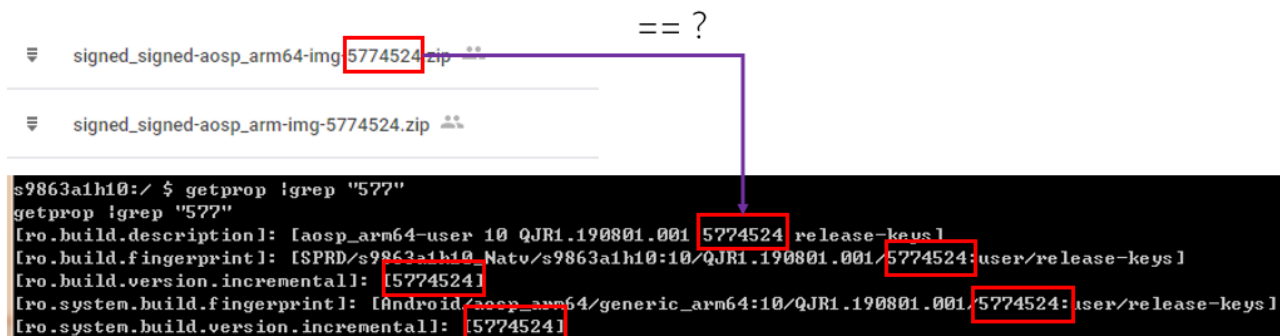 == ?
signed_signed-aosp_arm64-img-5774524.zip
signed_signed-aosp_arm-img-5774524.zip
s9863a1h10:/ $ getprop |grep "577"
getprop |grep "577"
[ro.build.description]: [aosp_arm64-user 10 QJR1.190801.001 5774524 release-keys]
[ro.build.fingerprint]: [SPRD/s9863a1h10_Natv/s9863a1h10:10/QJR1.190801.001/5774524:user/release-keys]
[ro.build.version.incremental]: [5774524]
[ro.system.build.fingerprint]: [Android/aosp_arm64/generic_arm64:10/QJR1.190801.001/5774524:user/release-keys]
[ro.system.build.version.incremental]: [5774524]